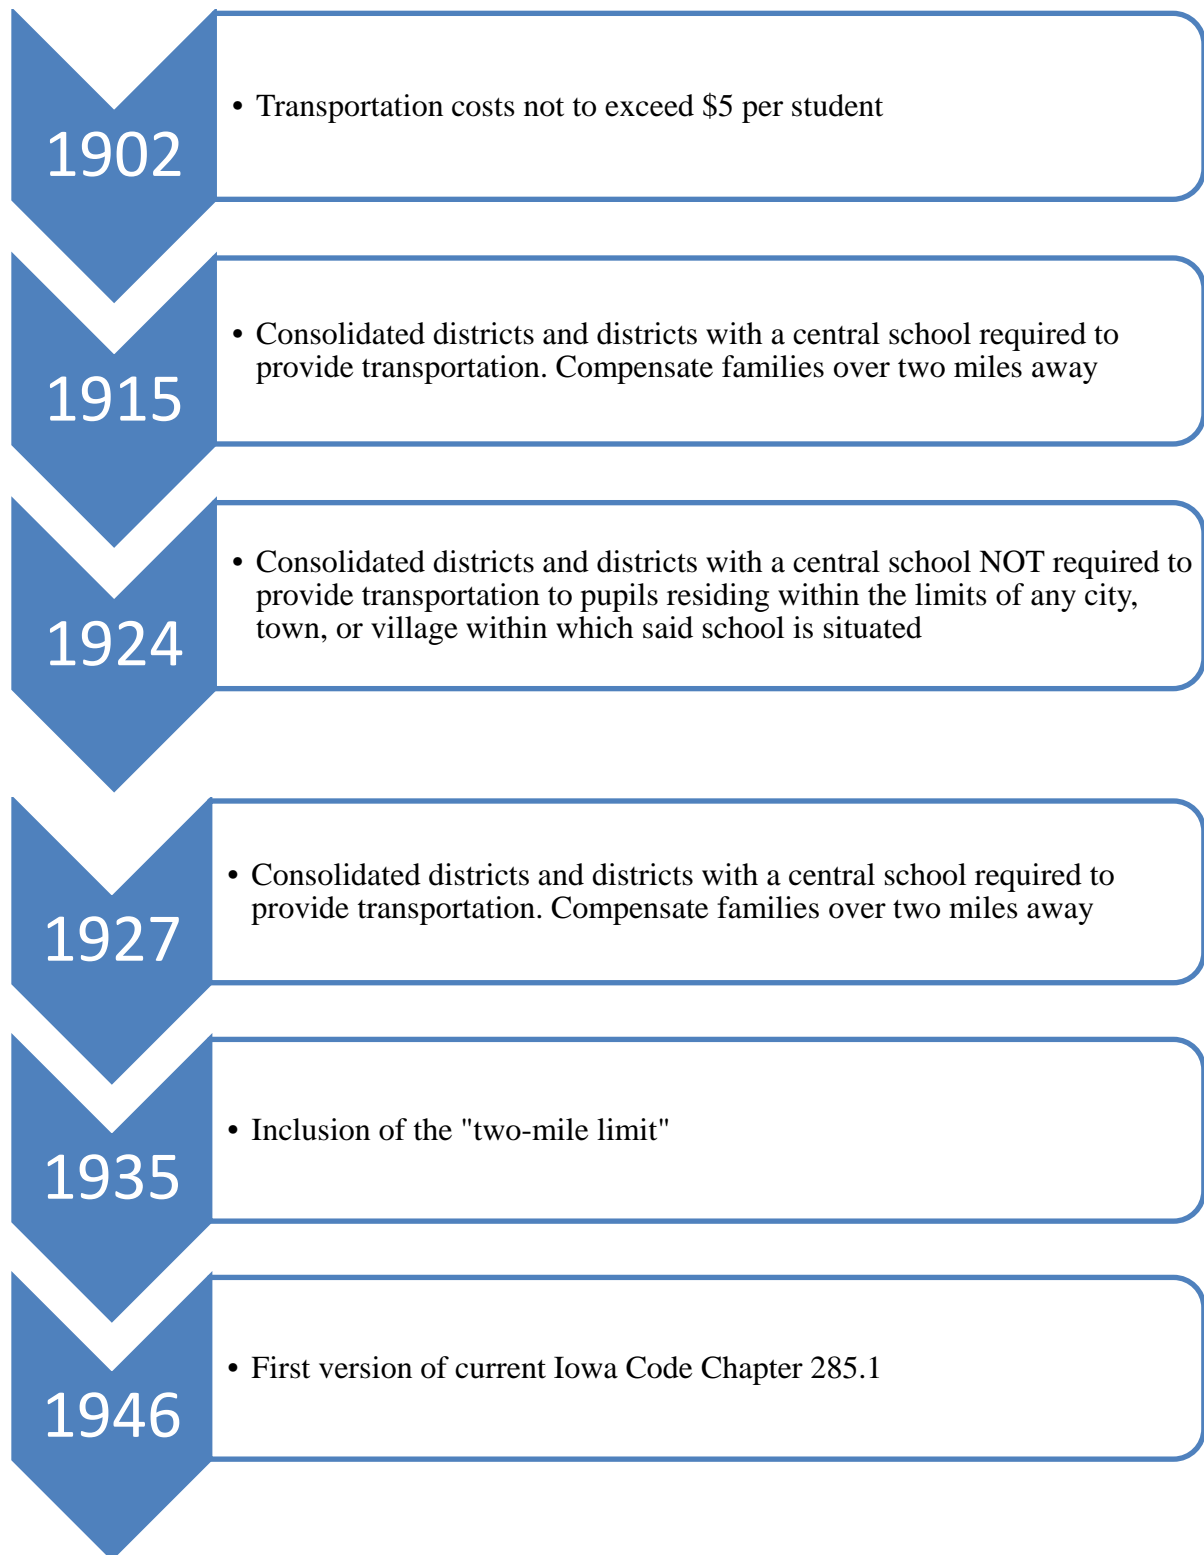 1902
• Transportation costs not to exceed $5 per student
1915
• Consolidated districts and districts with a central school required to
provide transportation. Compensate families over two miles away
1924
• Consolidated districts and districts with a central school NOT required to
provide transportation to pupils residing within the limits of any city,
town, or village within which said school is situated
1927
• Consolidated districts and districts with a central school required to
provide transportation. Compensate families over two miles away
1935
• Inclusion of the "two-mile limit"
1946
• First version of current Iowa Code Chapter 285.1